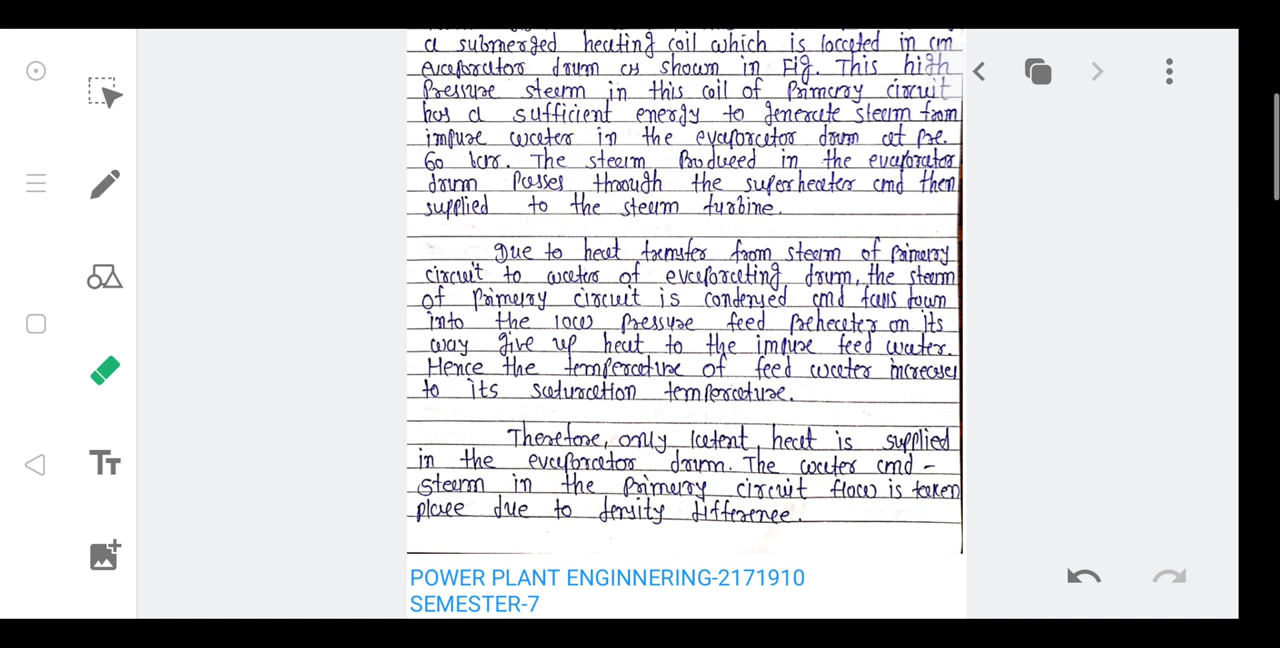 a submerged heating coil which is located in an
evaporator drum as shown in Fig. This high
Pressure steam in this coil of Primary circuit
has a sufficient energy to generate steam from
impure water in the evaporator drum at pre.
60 bar. The steam Produced in the evaporator
drum Passes through the superheater and then
supplied to the steam turbine.
Due to heat transfer from steam of Primary
circuit to water of evaporating drum, the steam
of Primary circuit is condensed and falls down
into the low pressure feed preheater on its
way give up heat to the impure feed water.
Hence the temperature of feed water increases
to its saturation temperature.
Therefore, only latent heat is supplied
in the evaporator drum. The water and -
Steam in the Primary circuit flow is taken
place due to density difference.
Tт
POWER PLANT ENGINNERING-2171910
SEMESTER-7